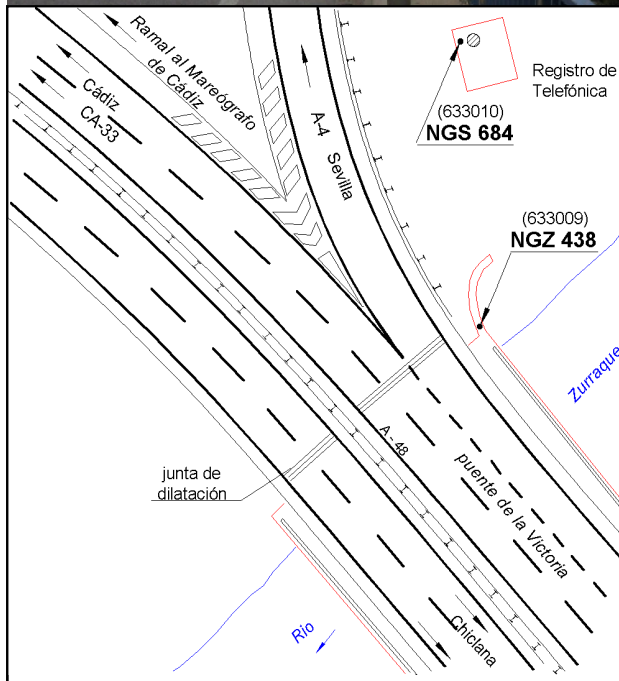 Ramal al Mareógrafo
de Cádiz
Cádiz
CA-33
A-4 Sevilla
Registro de
Telefónica
(633010)
NGS 684
(633009)
NGZ 438
Zurraque
A - 48
puente de la Victoria
junta de
dilatación
Rio
Chiclana